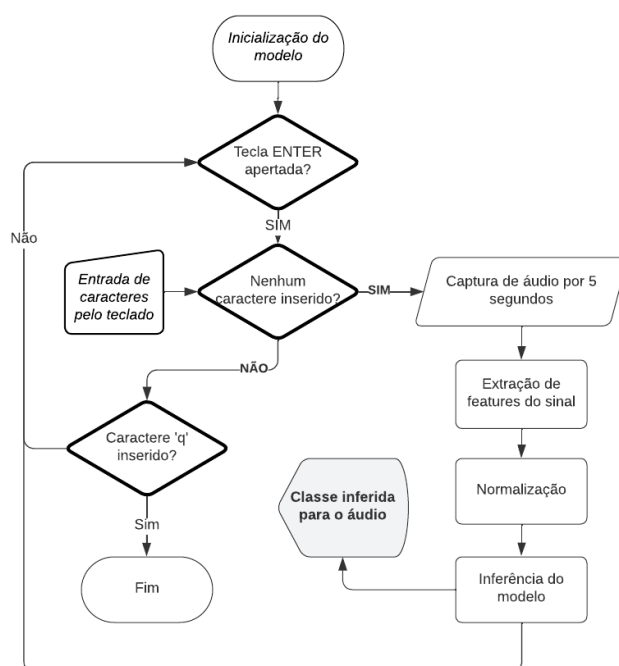 Inicialização do
modelo
Tecla ENTER
apertada?
Não
SIM
Entrada de
caracteres
pelo teclado
Nenhum
caractere inserido?
SIM
Captura de áudio por 5
segundos
NÃO
Extração de
features do sinal
Caractere 'q'
inserido?
Normalização
Classe inferida
para o áudio
Sim
Fim
Inferência do
modelo